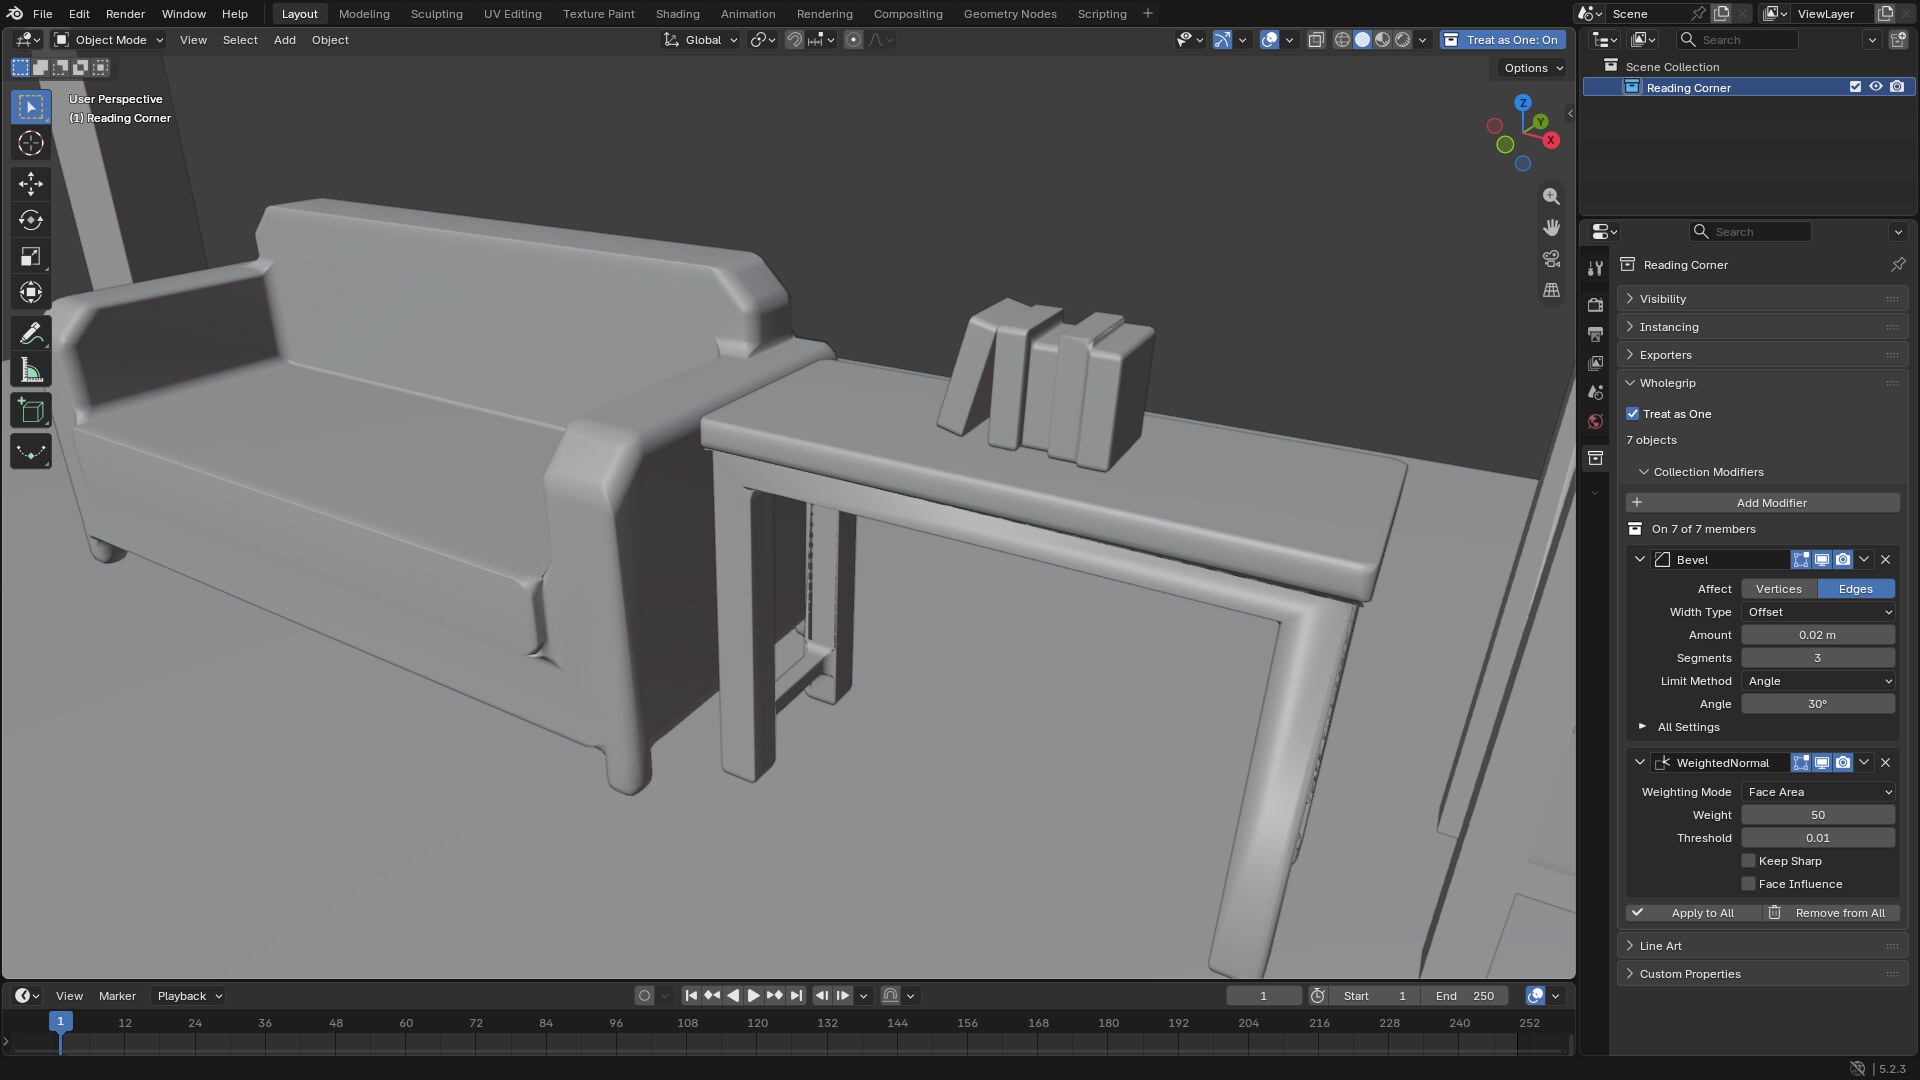 File Edit Render Window Help Layout Modeling Sculpting UV Editing Texture Paint Shading Animation Rendering Compositing Geometry Nodes Scripting + Scene ViewLayer
Object Mode View Select Add Object Global Treat as One: On Search
Options
User Perspective
(1) Reading Corner
Z
Y
X
Scene Collection
Reading Corner
Search
Reading Corner
Visibility
Instancing
Exporters
Wholegrip
Treat as One
7 objects
Collection Modifiers
+ Add Modifier
On 7 of 7 members
Bevel
Affect Vertices Edges
Width Type Offset
Amount 0.02 m
Segments 3
Limit Method Angle
Angle 30°
All Settings
WeightedNormal
Weighting Mode Face Area
Weight 50
Threshold 0.01
Keep Sharp
Face Influence
Apply to All Remove from All
Line Art
Custom Properties
View Marker Playback 1 Start 1 End 250
1 12 24 36 48 60 72 84 96 108 120 132 144 156 168 180 192 204 216 228 240 252
5.2.3